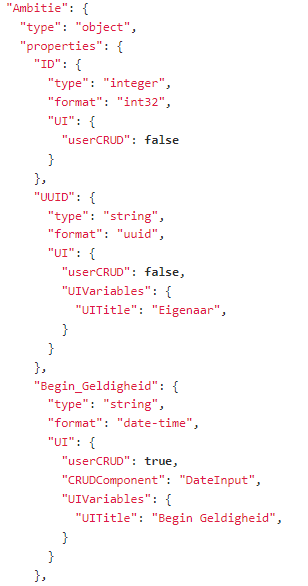 "Ambitie": {
"type": "object",
"properties": {
"ID": {
"type": "integer",
"format": "int32",
"UI": {
"userCRUD": false
}
},
"UUID": {
"type": "string",
"format": "uuid",
"UI": {
"userCRUD": false,
"UIVariables": {
"UITitle": "Eigenaar",
}
}
},
"Begin_Geldigheid": {
"type": "string",
"format": "date-time",
"UI": {
"userCRUD": true,
"CRUDComponent": "DateInput",
"UIVariables": {
"UITitle": "Begin Geldigheid",
}
}
},